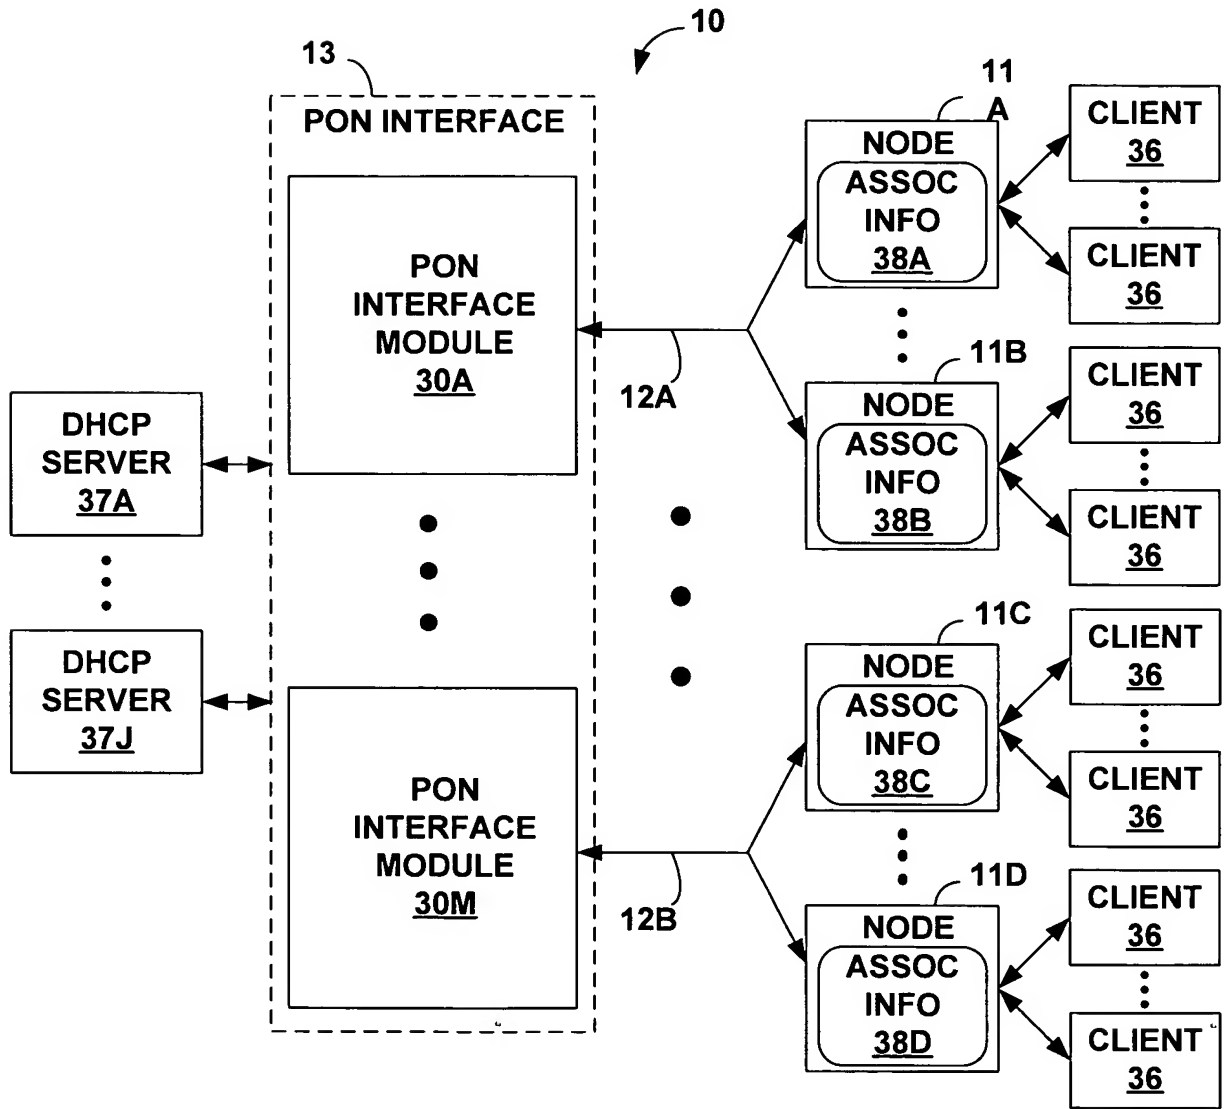 10
13
PON INTERFACE
PON
INTERFACE
MODULE
30A
12A
DHCP
SERVER
37A
DHCP
SERVER
37J
PON
INTERFACE
MODULE
30M
12B
11
A
NODE
ASSOC
INFO
38A
CLIENT
36
CLIENT
36
11B
NODE
ASSOC
INFO
38B
CLIENT
36
CLIENT
36
11C
NODE
ASSOC
INFO
38C
CLIENT
36
CLIENT
36
11D
NODE
ASSOC
INFO
38D
CLIENT
36
CLIENT
36